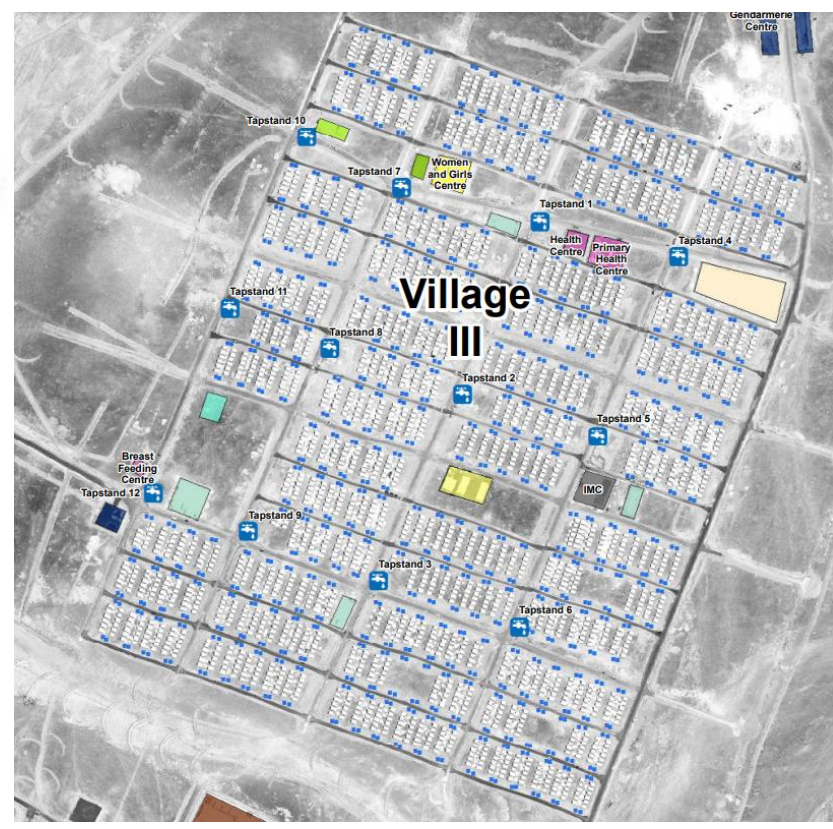 Gendarmerie
Centre
Tapstand 10
Women
and Girls
Centre
Tapstand 7
Tapstand 1
Health
Centre
Primary
Health
Centre
Tapstand 4
Village
III
Tapstand 11
Tapstand 8
Tapstand 2
Tapstand 5
Breast
Feeding
Centre
Tapstand 12
IMC
Tapstand 9
Tapstand 3
Tapstand 6